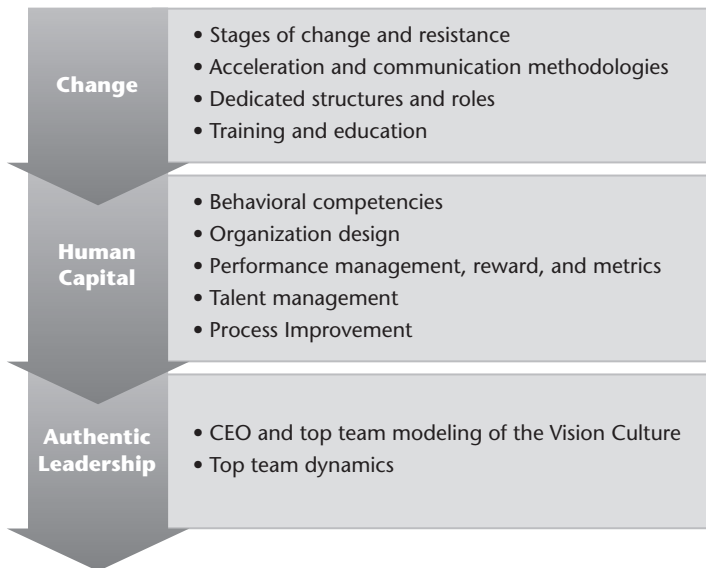 Change
• Stages of change and resistance
• Acceleration and communication methodologies
• Dedicated structures and roles
• Training and education
Human
Capital
• Behavioral competencies
• Organization design
• Performance management, reward, and metrics
• Talent management
• Process Improvement
Authentic
Leadership
• CEO and top team modeling of the Vision Culture
• Top team dynamics